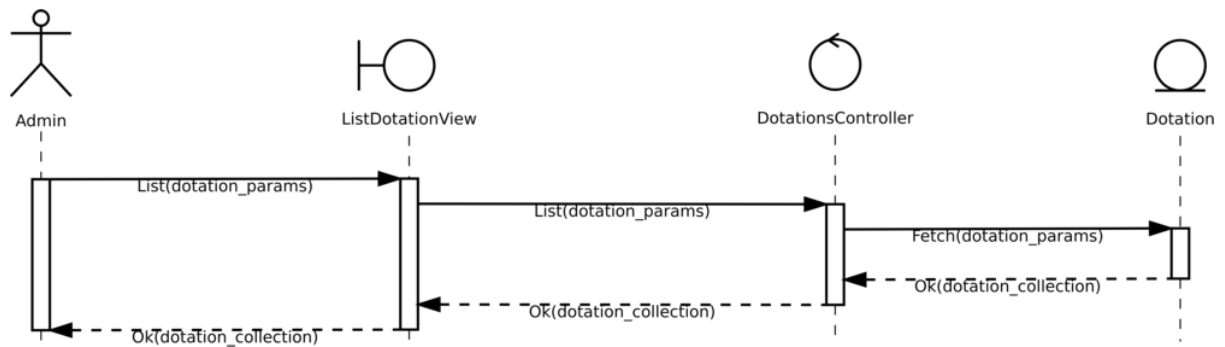 Admin
ListDotationView
DotationsController
Dotation
List(dotation_params)
List(dotation_params)
Fetch(dotation_params)
Ok(dotation_collection)
Ok(dotation_collection)
Ok(dotation_collection)